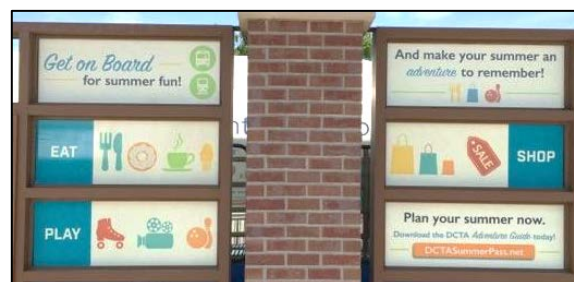 Get on Board
for summer fun!
EAT
PLAY
And make your summer an
adventure to remember!
SALE
SHOP
Plan your summer now.
Download the DCTA Adventure Guide today!
DCTASummerPass.net